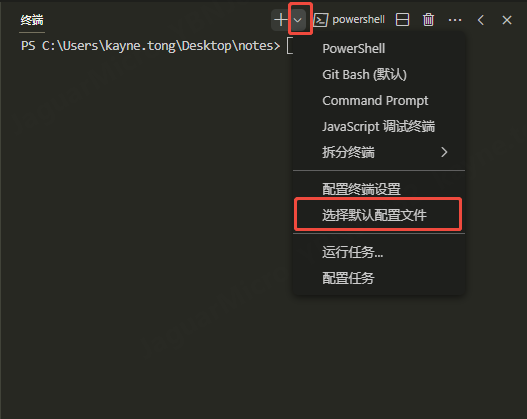 终端
powershell
PS C:\Users\kayne.tong\Desktop\notes>
PowerShell
Git Bash (默认)
Command Prompt
JavaScript 调试终端
拆分终端
配置终端设置
选择默认配置文件
运行任务...
配置任务